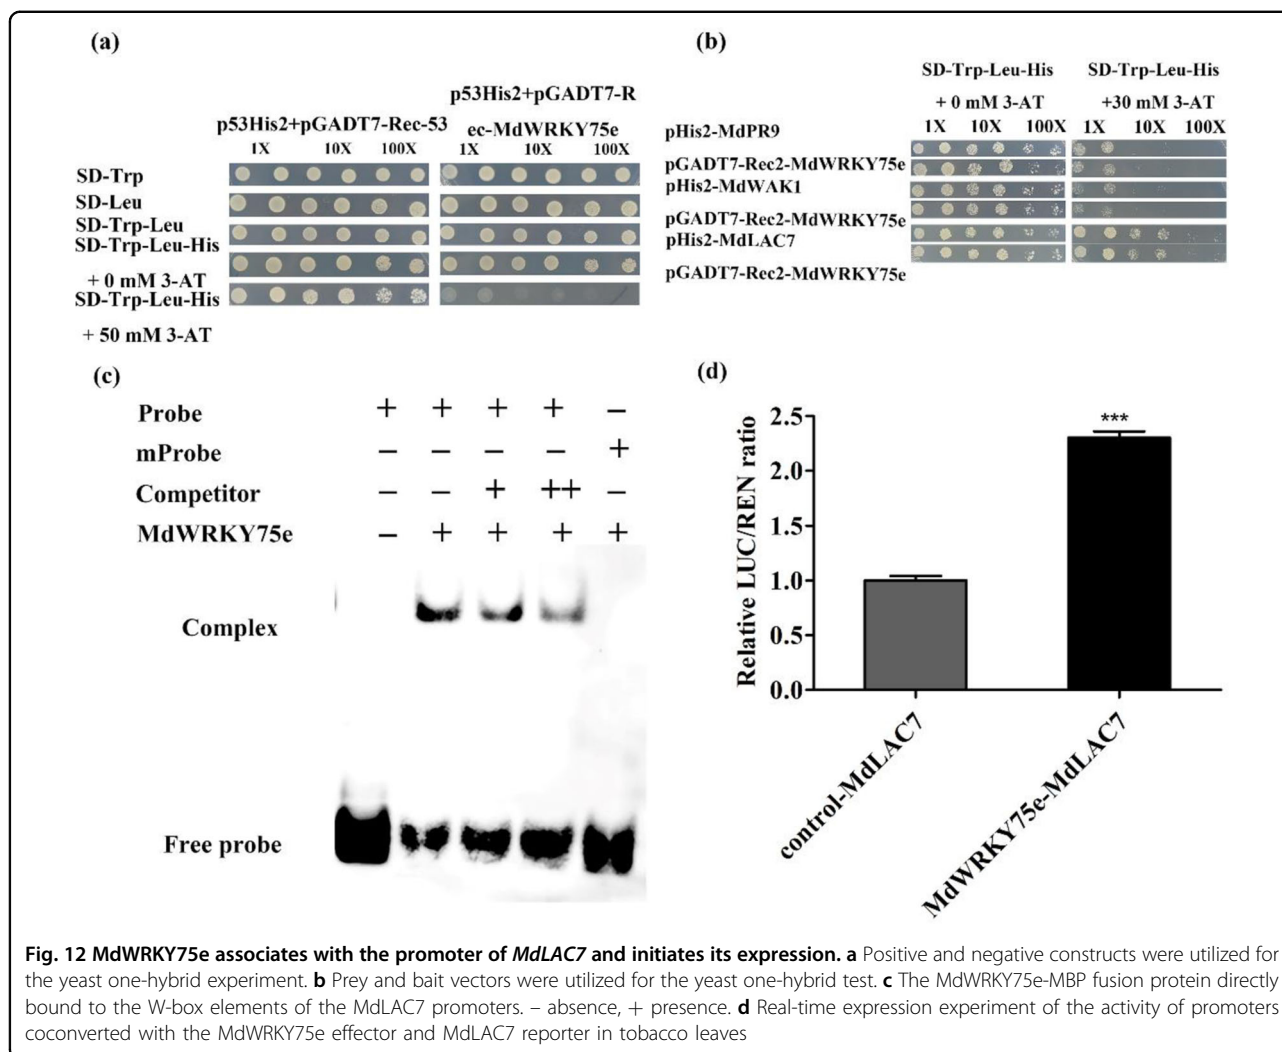 (a)
p53His2+pGADT7-Rec-53
1X 10X 100X
p53His2+pGADT7-R
ec-MdWRKY75e
1X 10X 100X
SD-Trp
SD-Leu
SD-Trp-Leu
SD-Trp-Leu-His
+ 0 mM 3-AT
SD-Trp-Leu-His
+ 50 mM 3-AT
(b)
SD-Trp-Leu-His
+ 0 mM 3-AT
1X 10X 100X
SD-Trp-Leu-His
+30 mM 3-AT
1X 10X 100X
pHis2-MdPR9
pGADT7-Rec2-MdWRKY75e
pHis2-MdWAK1
pGADT7-Rec2-MdWRKY75e
pHis2-MdLAC7
pGADT7-Rec2-MdWRKY75e
(c)
Probe + + + + −
mProbe − − − − +
Competitor − − + ++ −
MdWRKY75e − + + + +
Complex
Free probe
(d)
Relative LUC/REN ratio
2.5
2.0
1.5
1.0
0.5
0.0
***
control-MdLAC7
MdWRKY75e-MdLAC7
Fig. 12 MdWRKY75e associates with the promoter of MdLAC7 and initiates its expression. a Positive and negative constructs were utilized for
the yeast one-hybrid experiment. b Prey and bait vectors were utilized for the yeast one-hybrid test. c The MdWRKY75e-MBP fusion protein directly
bound to the W-box elements of the MdLAC7 promoters. – absence, + presence. d Real-time expression experiment of the activity of promoters
coconverted with the MdWRKY75e effector and MdLAC7 reporter in tobacco leaves